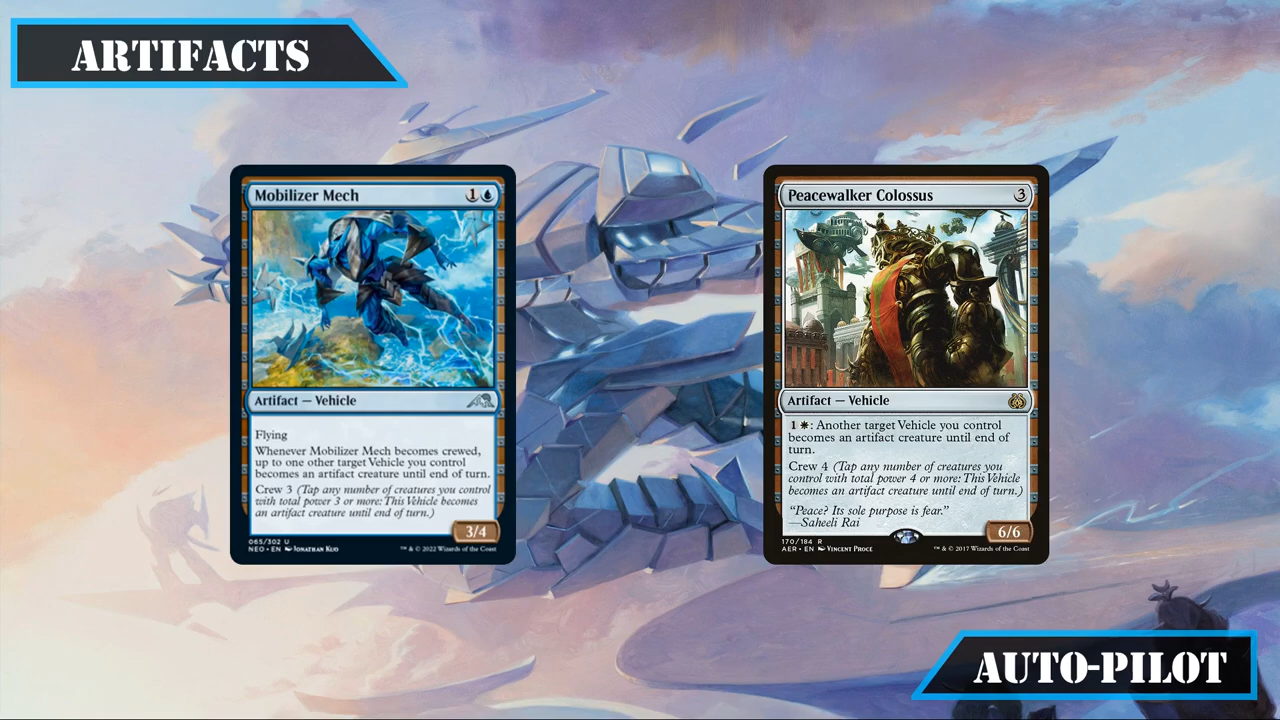 ARTIFACTS
Mobilizer Mech 1
Artifact — Vehicle
Flying
Whenever Mobilizer Mech becomes crewed,
up to one other target Vehicle you control
becomes an artifact creature until end of turn.
Crew 3 (Tap any number of creatures you control
with total power 3 or more: This Vehicle becomes
an artifact creature until end of turn.)
3/4
065/302 U
NEO • EN Jonathan Kuo
™ & © 2022 Wizards of the Coast
Peacewalker Colossus 3
Artifact — Vehicle
1 : Another target Vehicle you control
becomes an artifact creature until end of
turn.
Crew 4 (Tap any number of creatures you
control with total power 4 or more: This Vehicle
becomes an artifact creature until end of turn.)
“Peace? Its sole purpose is fear.”
—Saheeli Rai
6/6
170/184 R
AER • EN Vincent Proce
™ & © 2017 Wizards of the Coast
AUTO-PILOT